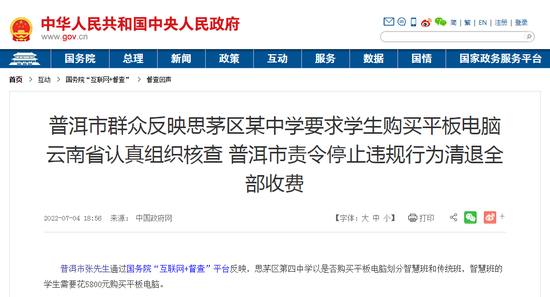 中华人民共和国中央人民政府
www.gov.cn
简 | 繁 | EN | 注册 | 登录
国务院 总理 新闻 政策 互动 服务 数据 国情 国家政务服务平台
首页 > 互动 > 国务院“互联网+督查” > 督查回声
普洱市群众反映思茅区某中学要求学生购买平板电脑
云南省认真组织核查 普洱市责令停止违规行为清退全
部收费
2022-07-04 18:56 来源： 中国政府网 【字体：大 中 小】 打印
普洱市张先生通过国务院“互联网+督查”平台反映，思茅区第四中学以是否购买平板电脑划分智慧班和传统班，智慧班的
学生需要花5800元购买平板电脑。